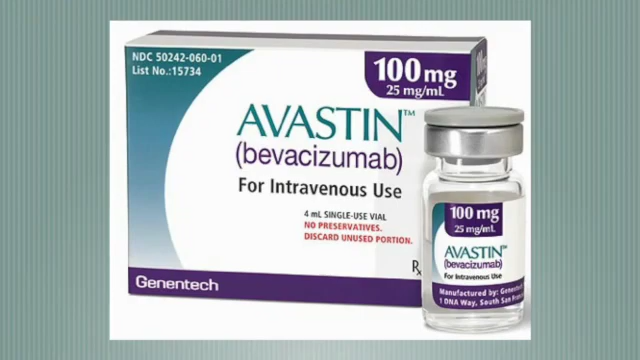 NDC 50242-060-01
List No.:15734
100 mg
25 mg/mL
AVASTIN™
(bevacizumab)
For Intravenous Use
4 mL SINGLE-USE VIAL
NO PRESERVATIVES.
DISCARD UNUSED PORTION.
Genentech
100 mg
25 mg/mL
AVASTIN™
(bevacizumab)
For Intravenous Use
Manufactured by:
1 DNA Way, South San